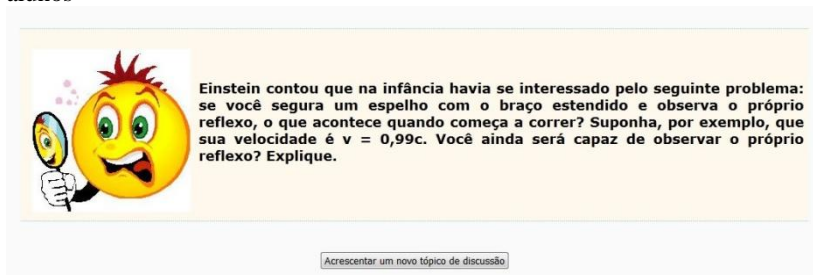 Einstein contou que na infância havia se interessado pelo seguinte problema:
se você segura um espelho com o braço estendido e observa o próprio
reflexo, o que acontece quando começa a correr? Suponha, por exemplo, que
sua velocidade é v = 0,99c. Você ainda será capaz de observar o próprio
reflexo? Explique.
Acrescentar um novo tópico de discussão